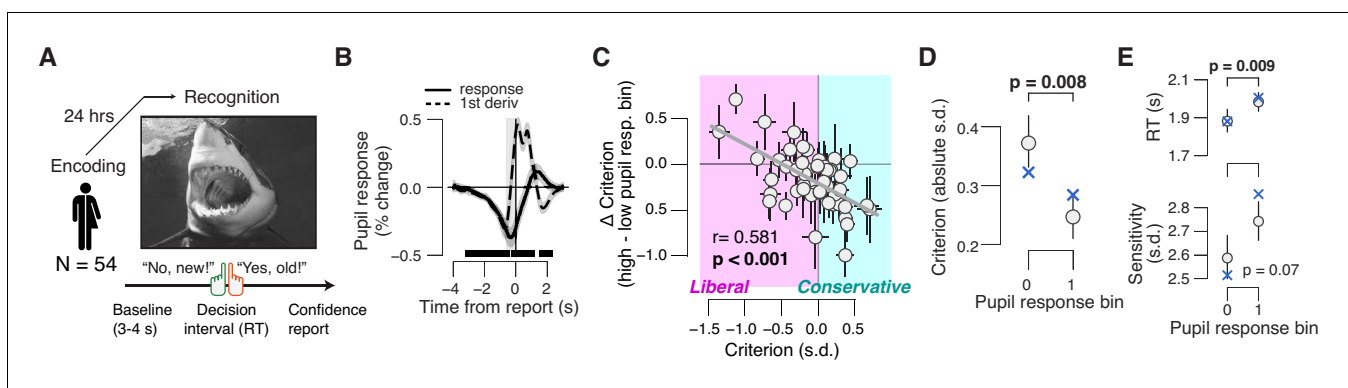 A
24 hrs
Recognition
Encoding
N = 54
“No, new!”
“Yes, old!”
Baseline
(3-4 s)
Decision
interval (RT)
Confidence
report
B
response
1st deriv
Pupil response
(% change)
0.5
0.0
−0.5
−4
−2
0
2
Time from report (s)
C
Δ Criterion
(high - low pupil resp. bin)
0.5
0.0
0.5
−1.0
r= 0.581
p < 0.001
Liberal
Conservative
−1.5
−1.0
−0.5
0.0
0.5
Criterion (s.d.)
D
p = 0.008
Criterion (absolute s.d.)
0.4
0.3
0.2
0
1
Pupil response bin
E
p = 0.009
RT (s)
2.1
1.9
1.7
Sensitivity
(s.d.)
2.8
2.7
2.6
2.5
p = 0.07
0
1
Pupil response bin